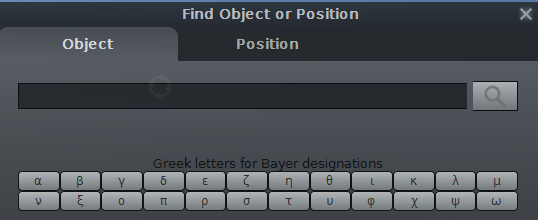 Find Object or Position
Object Position
Greek letters for Bayer designations
α β γ δ ε ζ η θ ι κ λ μ
ν ξ ο π ρ σ τ υ φ χ ψ ω